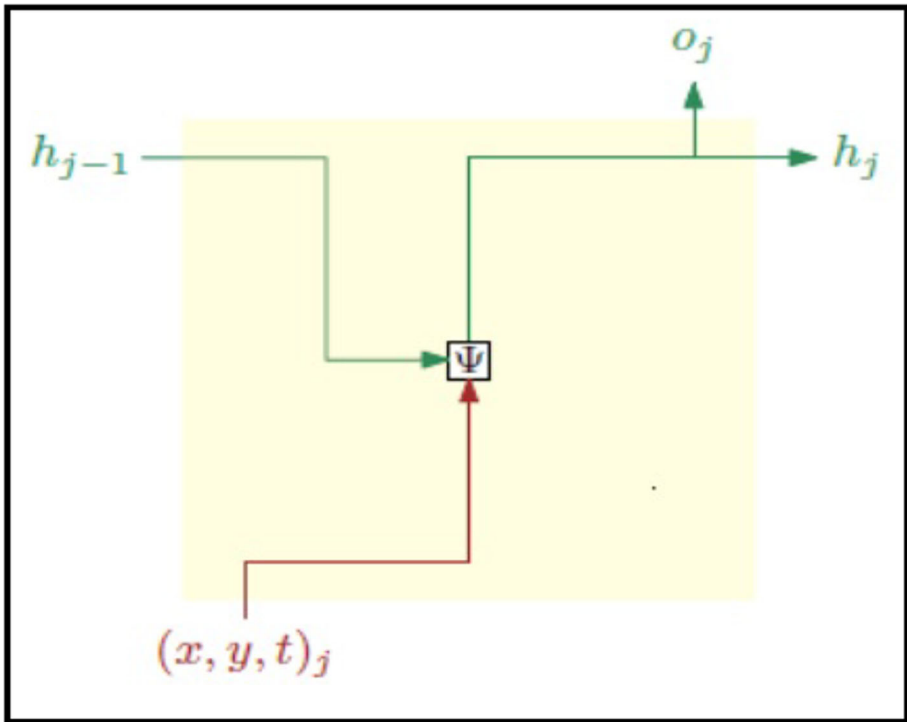 o_j
h_{j-1} h_j
Ψ
(x, y, t)_j